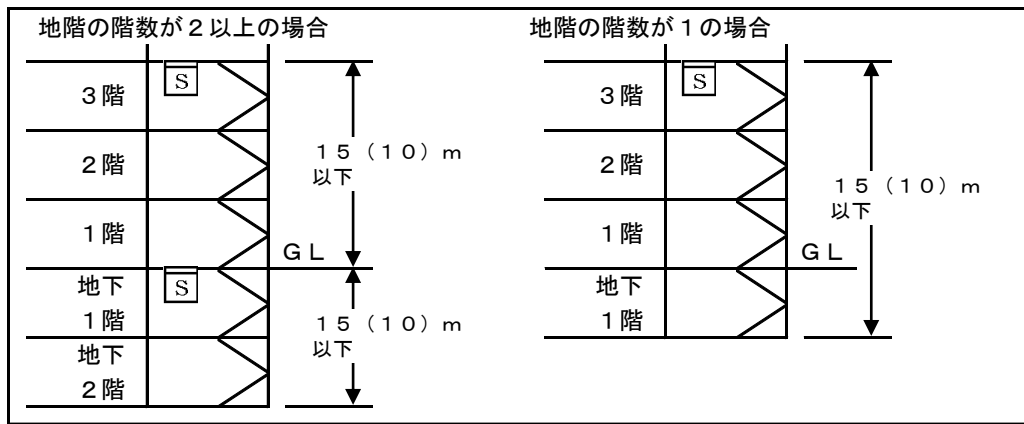 地階の階数が２以上の場合
S
３階
２階
１階
地下
１階
地下
２階
S
１５（１０）ｍ
以下
ＧＬ
１５（１０）ｍ
以下
地階の階数が１の場合
S
３階
２階
１階
地下
１階
１５（１０）ｍ
以下
ＧＬ